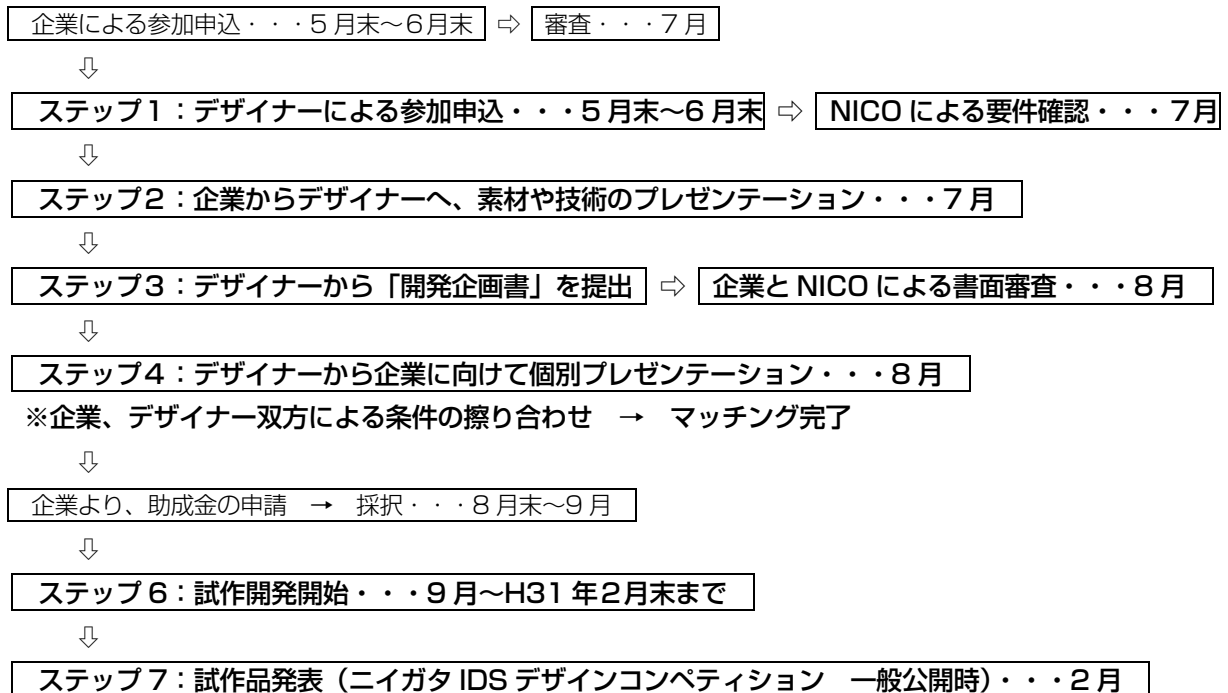 企業による参加申込・・・5月末～6月末 ⇨ 審査・・・7月
⇩
ステップ1：デザイナーによる参加申込・・・5月末～6月末 ⇨ NICOによる要件確認・・・7月
⇩
ステップ2：企業からデザイナーへ、素材や技術のプレゼンテーション・・・7月
⇩
ステップ3：デザイナーから「開発企画書」を提出 ⇨ 企業とNICOによる書面審査・・・8月
⇩
ステップ4：デザイナーから企業に向けて個別プレゼンテーション・・・8月
※企業、デザイナー双方による条件の擦り合わせ　→　マッチング完了
⇩
企業より、助成金の申請　→　採択・・・8月末～9月
⇩
ステップ6：試作開発開始・・・9月～H31年2月末まで
⇩
ステップ7：試作品発表（ニイガタIDSデザインコンペティション　一般公開時）・・・2月